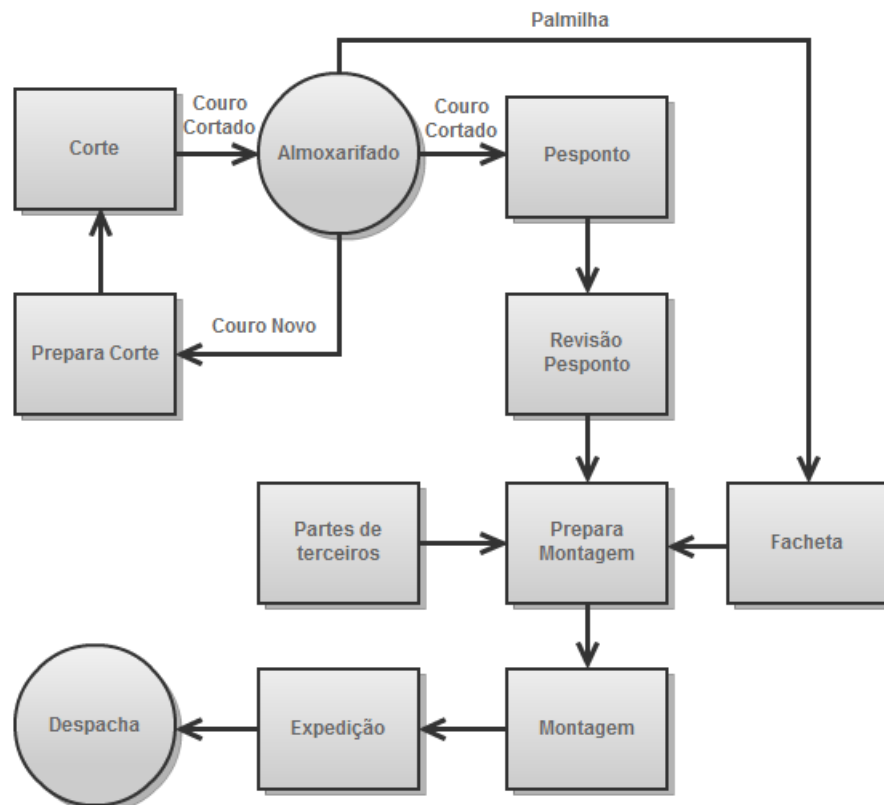 Palmilha
Couro
Cortado
Couro
Cortado
Corte
Almoxarifado
Pesponto
Couro Novo
Prepara Corte
Revisão
Pesponto
Partes de
terceiros
Prepara
Montagem
Facheta
Despacha
Expedição
Montagem